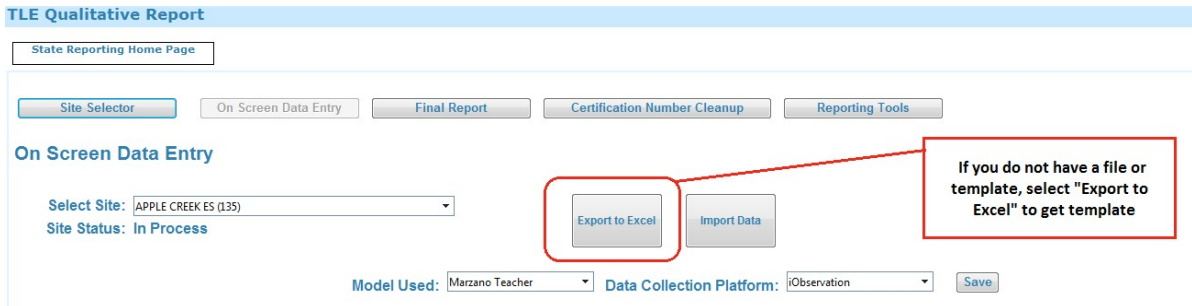 TLE Qualitative Report
State Reporting Home Page
Site Selector On Screen Data Entry Final Report Certification Number Cleanup Reporting Tools
On Screen Data Entry
If you do not have a file or
template, select "Export to
Excel" to get template
Select Site: APPLE CREEK ES (135) Export to Excel Import Data
Site Status: In Process
Model Used: Marzano Teacher Data Collection Platform: iObservation Save